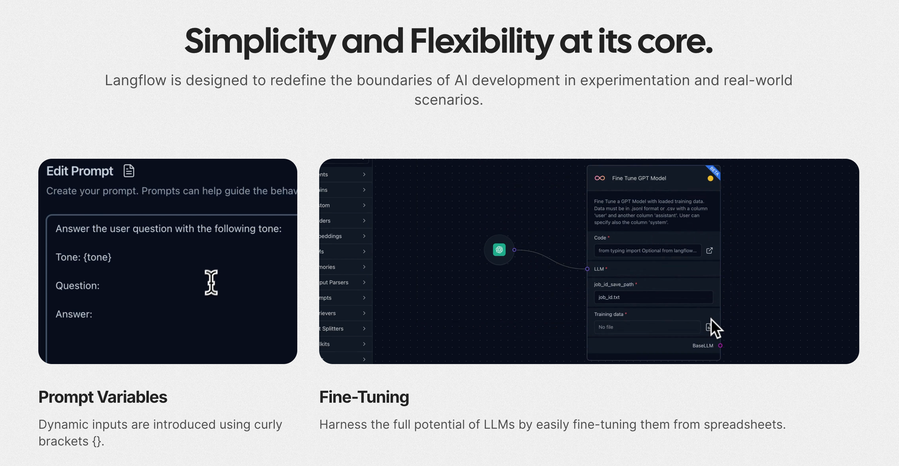 Simplicity and Flexibility at its core.
Langflow is designed to redefine the boundaries of AI development in experimentation and real-world
scenarios.
Edit Prompt
Create your prompt. Prompts can help guide the behav
Answer the user question with the following tone:
Tone: {tone}
Question:
Answer:
nts
ins
tom
ders
beddings
fs
mories
put Parsers
mpts
rievers
t Splitters
lkits
Fine Tune GPT Model
BETA
Fine Tune a GPT Model with loaded training data.
Data must be in .jsonl format or .csv with a column
'user' and another column 'assistant'. User can
specify also the column 'system'.
Code *
from typing import Optional from langflow...
LLM *
job_id_save_path *
job_id.txt
Training data *
No file
BaseLLM
Prompt Variables
Dynamic inputs are introduced using curly
brackets {}.
Fine-Tuning
Harness the full potential of LLMs by easily fine-tuning them from spreadsheets.